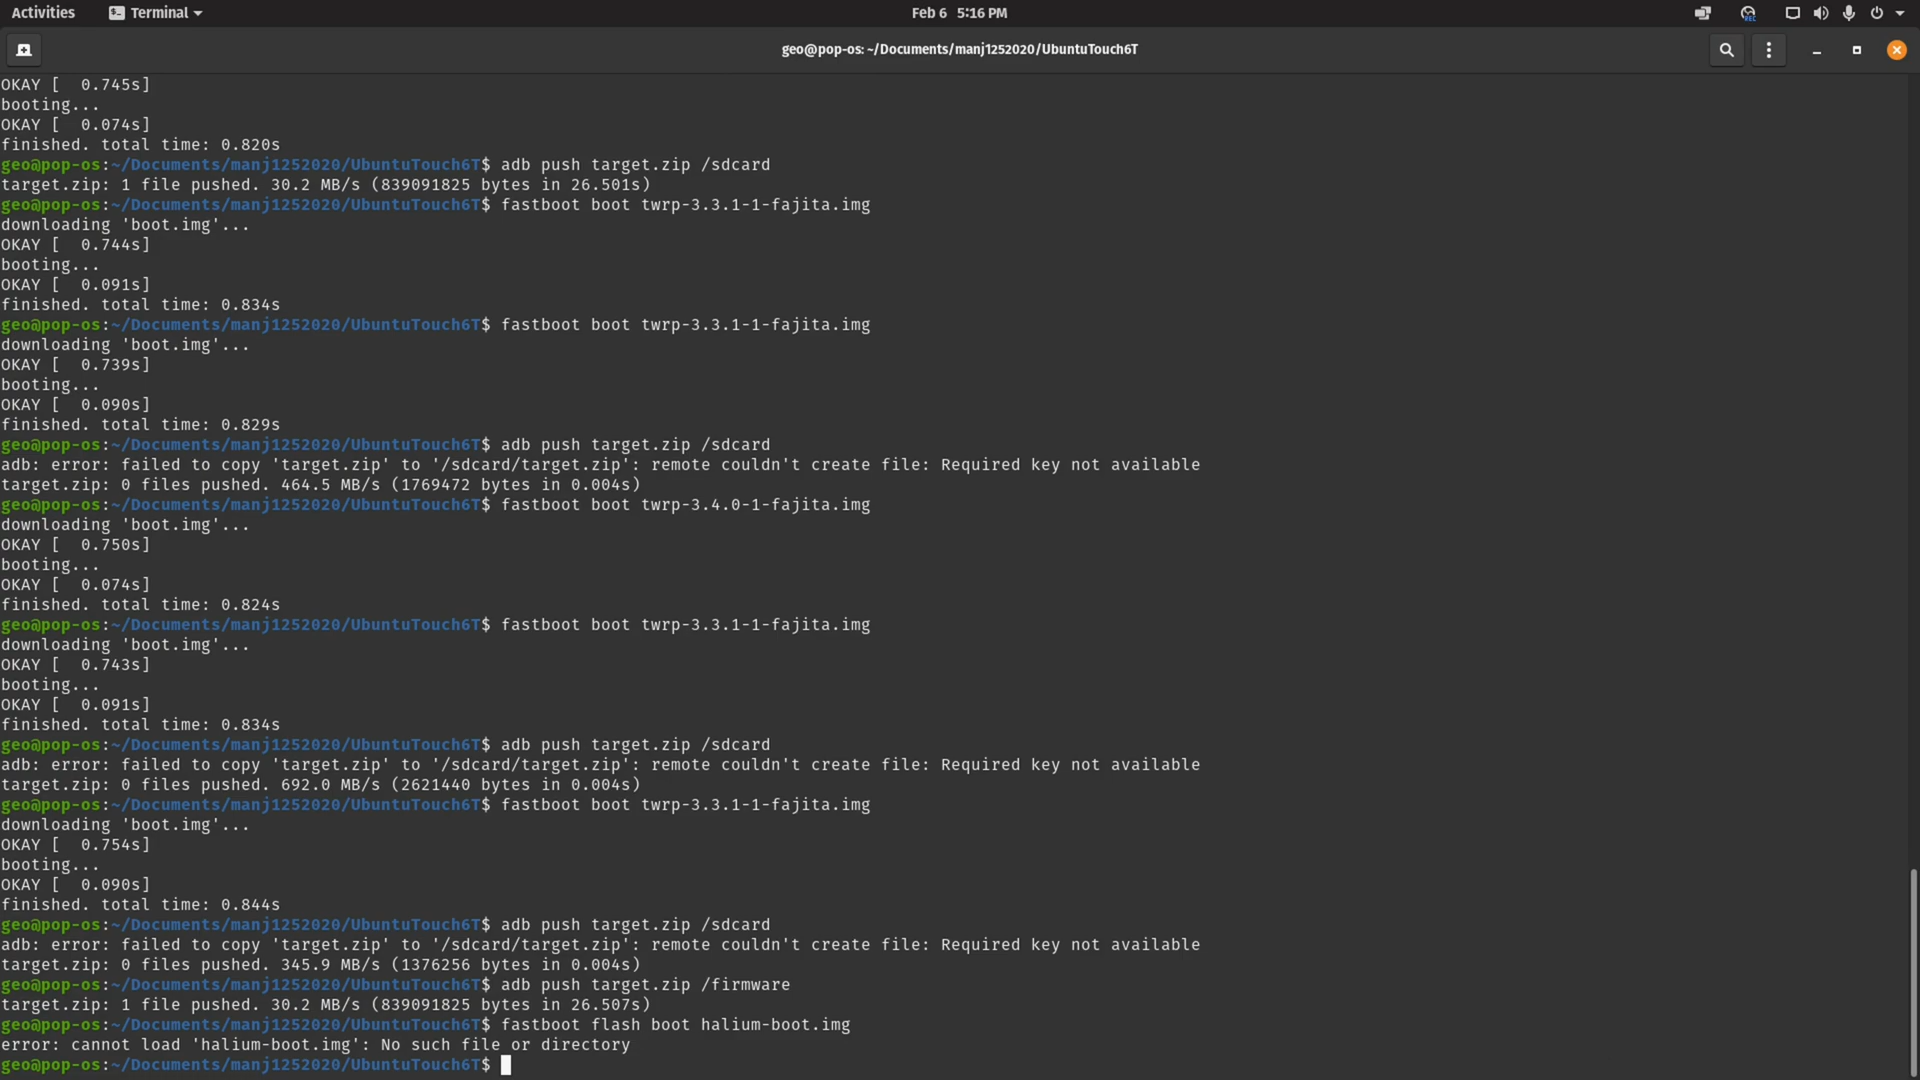 Activities Terminal Feb 6 5:16 PM
geo@pop-os: ~/Documents/manj1252020/UbuntuTouch6T
OKAY [  0.745s]
booting...
OKAY [  0.074s]
finished. total time: 0.820s
geo@pop-os:~/Documents/manj1252020/UbuntuTouch6T$ adb push target.zip /sdcard
target.zip: 1 file pushed. 30.2 MB/s (839091825 bytes in 26.501s)
geo@pop-os:~/Documents/manj1252020/UbuntuTouch6T$ fastboot boot twrp-3.3.1-1-fajita.img
downloading 'boot.img'...
OKAY [  0.744s]
booting...
OKAY [  0.091s]
finished. total time: 0.834s
geo@pop-os:~/Documents/manj1252020/UbuntuTouch6T$ fastboot boot twrp-3.3.1-1-fajita.img
downloading 'boot.img'...
OKAY [  0.739s]
booting...
OKAY [  0.090s]
finished. total time: 0.829s
geo@pop-os:~/Documents/manj1252020/UbuntuTouch6T$ adb push target.zip /sdcard
adb: error: failed to copy 'target.zip' to '/sdcard/target.zip': remote couldn't create file: Required key not available
target.zip: 0 files pushed. 464.5 MB/s (1769472 bytes in 0.004s)
geo@pop-os:~/Documents/manj1252020/UbuntuTouch6T$ fastboot boot twrp-3.4.0-1-fajita.img
downloading 'boot.img'...
OKAY [  0.750s]
booting...
OKAY [  0.074s]
finished. total time: 0.824s
geo@pop-os:~/Documents/manj1252020/UbuntuTouch6T$ fastboot boot twrp-3.3.1-1-fajita.img
downloading 'boot.img'...
OKAY [  0.743s]
booting...
OKAY [  0.091s]
finished. total time: 0.834s
geo@pop-os:~/Documents/manj1252020/UbuntuTouch6T$ adb push target.zip /sdcard
adb: error: failed to copy 'target.zip' to '/sdcard/target.zip': remote couldn't create file: Required key not available
target.zip: 0 files pushed. 692.0 MB/s (2621440 bytes in 0.004s)
geo@pop-os:~/Documents/manj1252020/UbuntuTouch6T$ fastboot boot twrp-3.3.1-1-fajita.img
downloading 'boot.img'...
OKAY [  0.754s]
booting...
OKAY [  0.090s]
finished. total time: 0.844s
geo@pop-os:~/Documents/manj1252020/UbuntuTouch6T$ adb push target.zip /sdcard
adb: error: failed to copy 'target.zip' to '/sdcard/target.zip': remote couldn't create file: Required key not available
target.zip: 0 files pushed. 345.9 MB/s (1376256 bytes in 0.004s)
geo@pop-os:~/Documents/manj1252020/UbuntuTouch6T$ adb push target.zip /firmware
target.zip: 1 file pushed. 30.2 MB/s (839091825 bytes in 26.507s)
geo@pop-os:~/Documents/manj1252020/UbuntuTouch6T$ fastboot flash boot halium-boot.img
error: cannot load 'halium-boot.img': No such file or directory
geo@pop-os:~/Documents/manj1252020/UbuntuTouch6T$